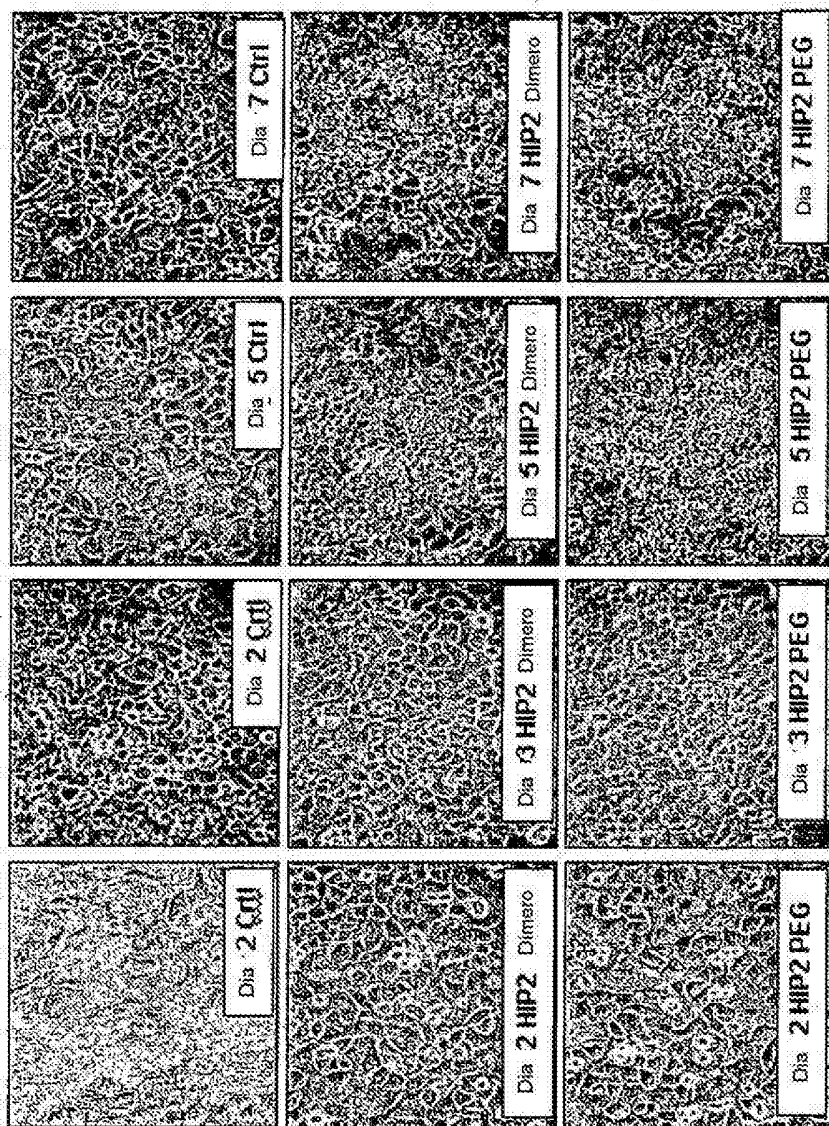 Dia 2 HIP2 PEG
Dia 2 HIP2 Dimero
Dia 2 Crtl
Dia 3 HIP2 PEG
Dia 3 HIP2 Dimero
Dia 2 Crtl
Dia 5 HIP2 PEG
Dia 5 HIP2 Dimero
Dia 5 Ctrl
Dia 7 HIP2 PEG
Dia 7 HIP2 Dimero
Dia 7 Ctrl